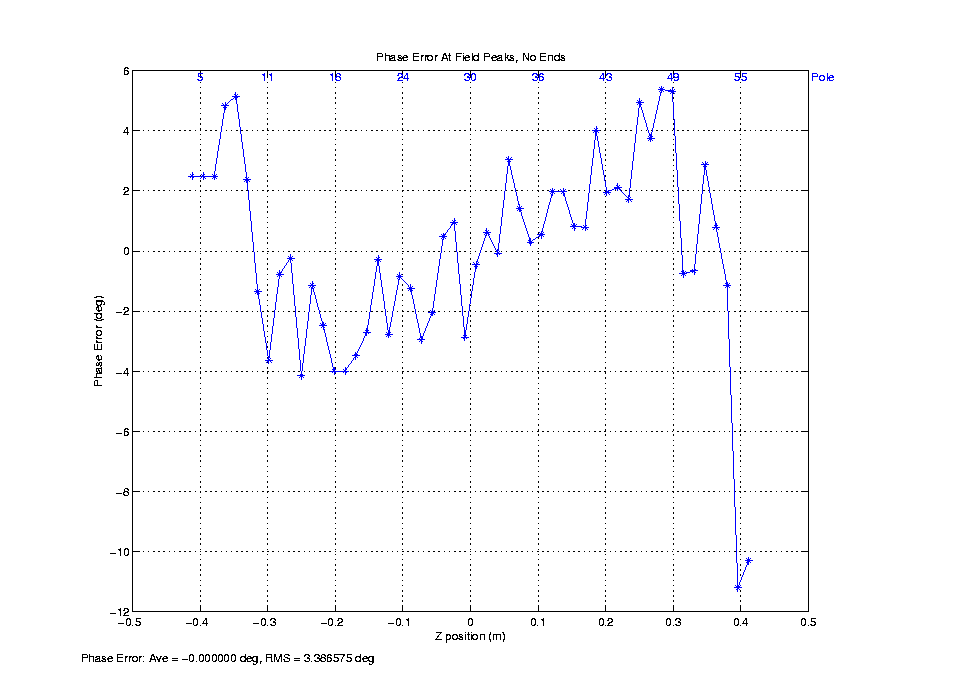 Phase Error At Field Peaks, No Ends
5 11 18 24 30 36 43 49 55 Pole
6
4
2
0
−2
−4
−6
−8
−10
−12
Phase Error (deg)
−0.5 −0.4 −0.3 −0.2 −0.1 0 0.1 0.2 0.3 0.4 0.5
Z position (m)
Phase Error: Ave = −0.000000 deg, RMS = 3.386575 deg